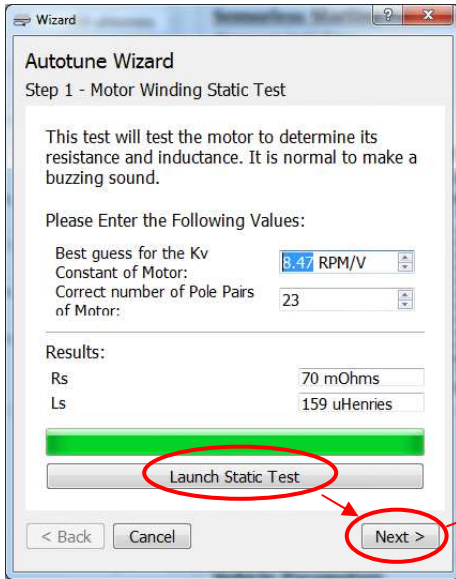 Wizard
Autotune Wizard
Step 1 - Motor Winding Static Test
This test will test the motor to determine its
resistance and inductance. It is normal to make a
buzzing sound.
Please Enter the Following Values:
Best guess for the Kv
Constant of Motor:
8.47 RPM/V
Correct number of Pole Pairs
of Motor:
23
Results:
Rs 70 mOhms
Ls 159 uHenries
Launch Static Test
< Back Cancel Next >